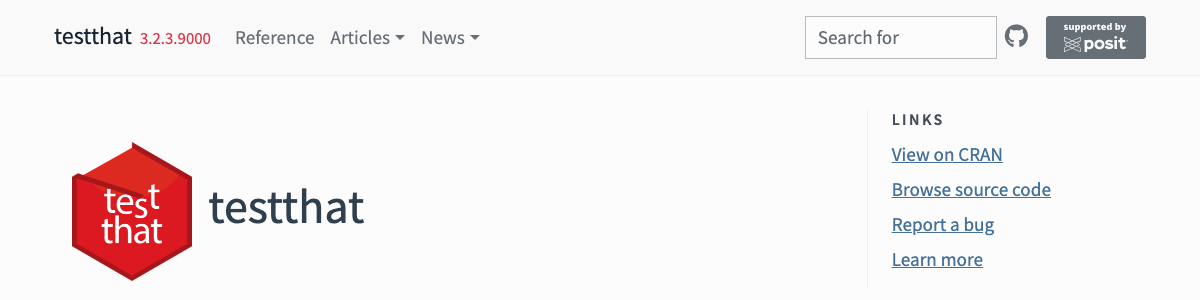 testthat 3.2.3.9000 Reference Articles News Search for supported by
posit
LINKS
View on CRAN
Browse source code
Report a bug
Learn more
test
that
testthat